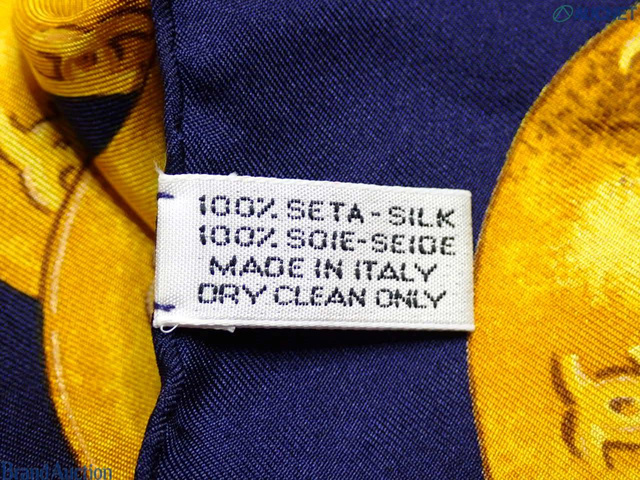 100% SETA-SILK
100% SOIE-SEIDE
MADE IN ITALY
DRY CLEAN ONLY
Brand Auction